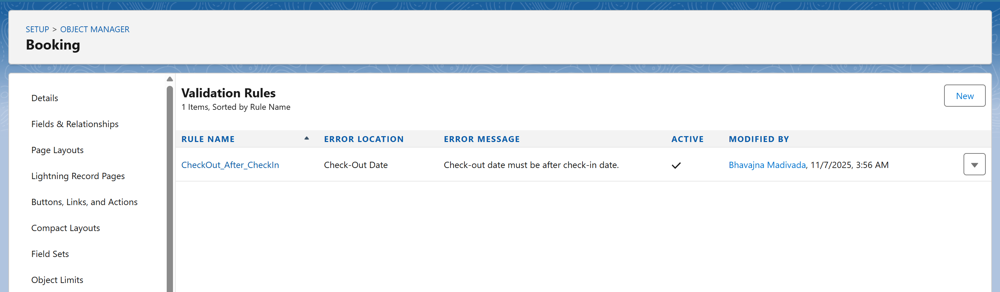 SETUP > OBJECT MANAGER
Booking
Details
Fields & Relationships
Page Layouts
Lightning Record Pages
Buttons, Links, and Actions
Compact Layouts
Field Sets
Object Limits
Validation Rules
1 Items, Sorted by Rule Name
New
RULE NAME ERROR LOCATION ERROR MESSAGE ACTIVE MODIFIED BY
CheckOut_After_CheckIn Check-Out Date Check-out date must be after check-in date. Bhavajna Madivada, 11/7/2025, 3:56 AM